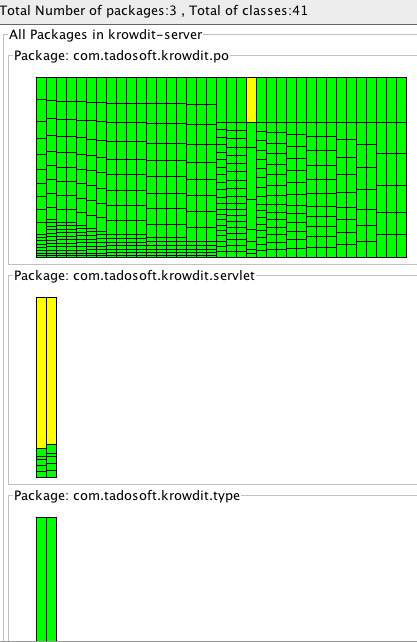 Total Number of packages:3 , Total of classes:41
All Packages in krowdit-server
Package: com.tadosoft.krowdit.po
Package: com.tadosoft.krowdit.servlet
Package: com.tadosoft.krowdit.type